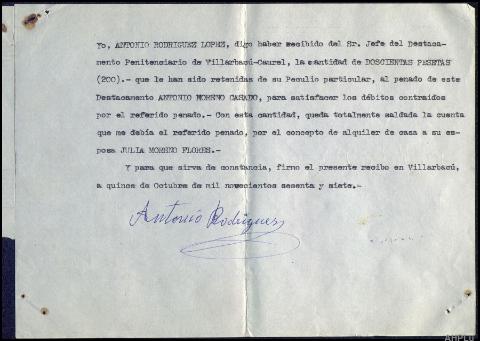 Yo, ANTONIO RODRIGUEZ LOPEZ, digo haber recibido del Sr. Jefe del Destaca-
mento Penitenciario de Villarbacú-Caurel, la cantidad de DOSCIENTAS PESETAS
(200).- que le han sido retenidas de su Peculio particular, al penado de este
Destacamento ANTONIO MORENO CASADO, para satisfacer los débitos contraidos
por el referido penado.- Con esta cantidad, queda totalmente saldada la cuenta
que me debía el referido penado, por el concepto de alquiler de casa a su es-
posa JULIA MORENO FLORES.-
Y para que sirva de constancia, firmo el presente recibo en Villarbacú,
a quince de Octubre de mil novecientos sesenta y siete.-
Antonio Rodriguez
AHPLU